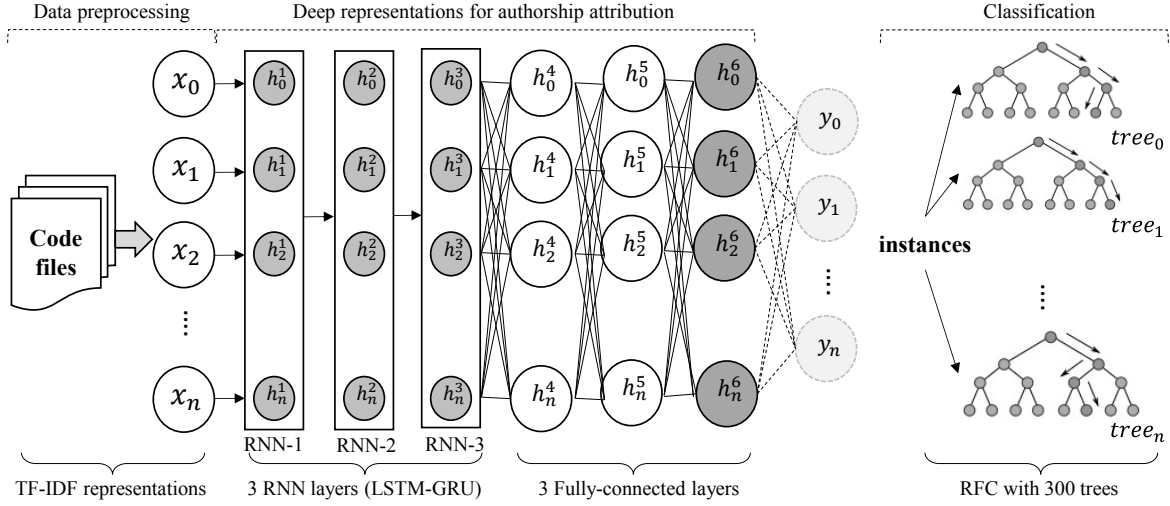 Data preprocessing
Deep representations for authorship attribution
Classification
x₀
h₀¹
h₀²
h₀³
h₀⁴
h₀⁵
h₀⁶
y₀
tree₀
x₁
h₁¹
h₁²
h₁³
h₁⁴
h₁⁵
h₁⁶
y₁
tree₁
Code
files
x₂
h₂¹
h₂²
h₂³
h₂⁴
h₂⁵
h₂⁶
instances
yₙ
xₙ
hₙ¹
hₙ²
hₙ³
hₙ⁴
hₙ⁵
hₙ⁶
treeₙ
RNN-1
RNN-2
RNN-3
TF-IDF representations
3 RNN layers (LSTM-GRU)
3 Fully-connected layers
RFC with 300 trees